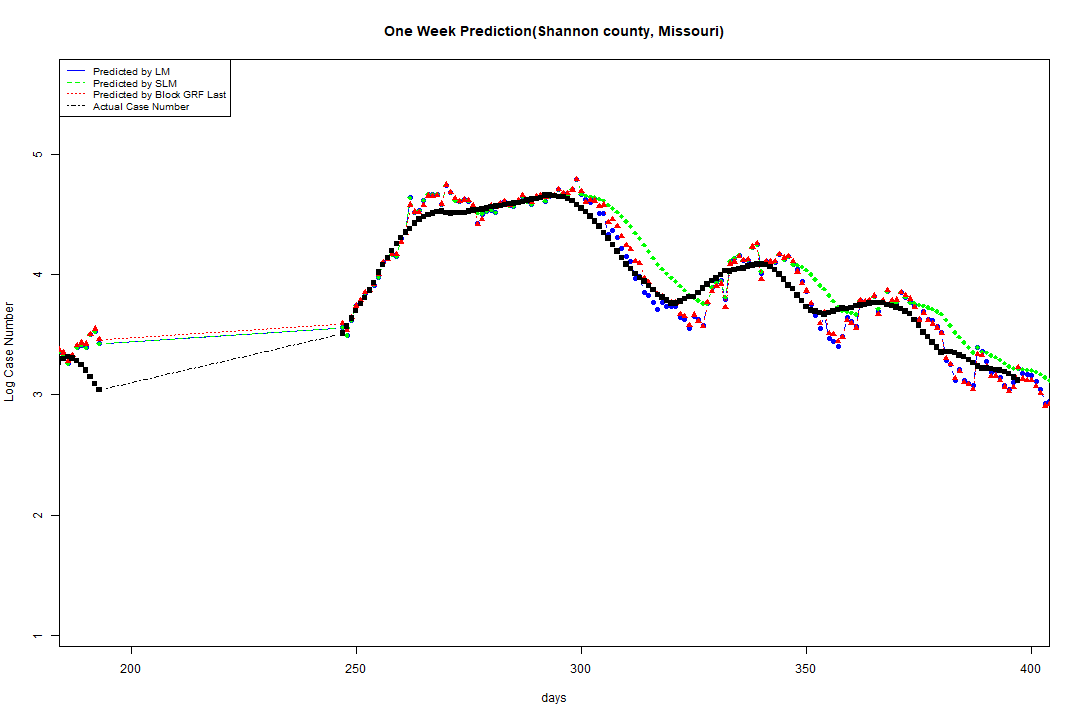 One Week Prediction(Shannon county, Missouri)
Predicted by LM
Predicted by SLM
Predicted by Block GRF Last
Actual Case Number
5
4
3
2
1
Log Case Number
200
250
300
350
400
days